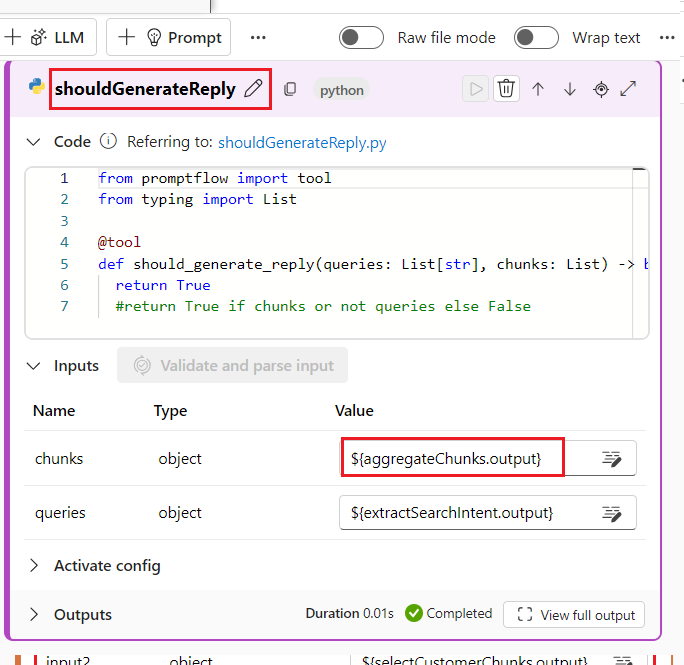 LLM Prompt ··· Raw file mode Wrap text ···
shouldGenerateReply python
Code Referring to: shouldGenerateReply.py
1 from promptflow import tool
2 from typing import List
3
4 @tool
5 def should_generate_reply(queries: List[str], chunks: List) -> b
6 return True
7 #return True if chunks or not queries else False
Inputs Validate and parse input
Name Type Value
chunks object ${aggregateChunks.output}
queries object ${extractSearchIntent.output}
Activate config
Outputs Duration 0.01s Completed View full output
input2 object ${selectCustomerChunks.output}